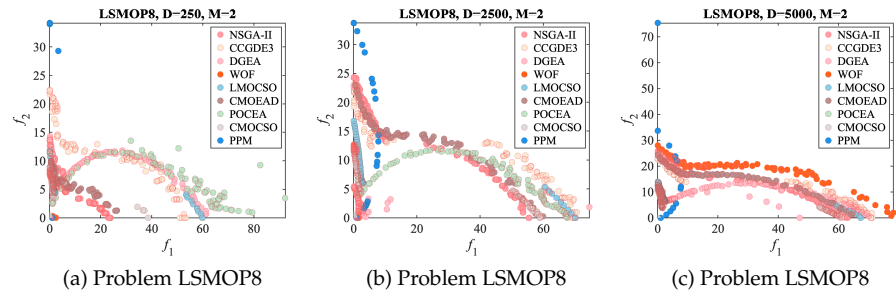 LSMOP8, D=250, M=2
NSGA-II
CCGDE3
DGEA
WOF
LMOCSO
CMOEAD
POCEA
CMOCSO
PPM
f2
30
25
20
15
10
5
0
0 20 40 60 80
f1
(a) Problem LSMOP8
LSMOP8, D=2500, M=2
NSGA-II
CCGDE3
DGEA
WOF
LMOCSO
CMOEAD
POCEA
CMOCSO
PPM
f2
30
25
20
15
10
5
0
0 20 40 60
f1
(b) Problem LSMOP8
LSMOP8, D=5000, M=2
NSGA-II
CCGDE3
DGEA
WOF
LMOCSO
CMOEAD
POCEA
CMOCSO
PPM
f2
70
60
50
40
30
20
10
0
0 20 40 60
f1
(c) Problem LSMOP8